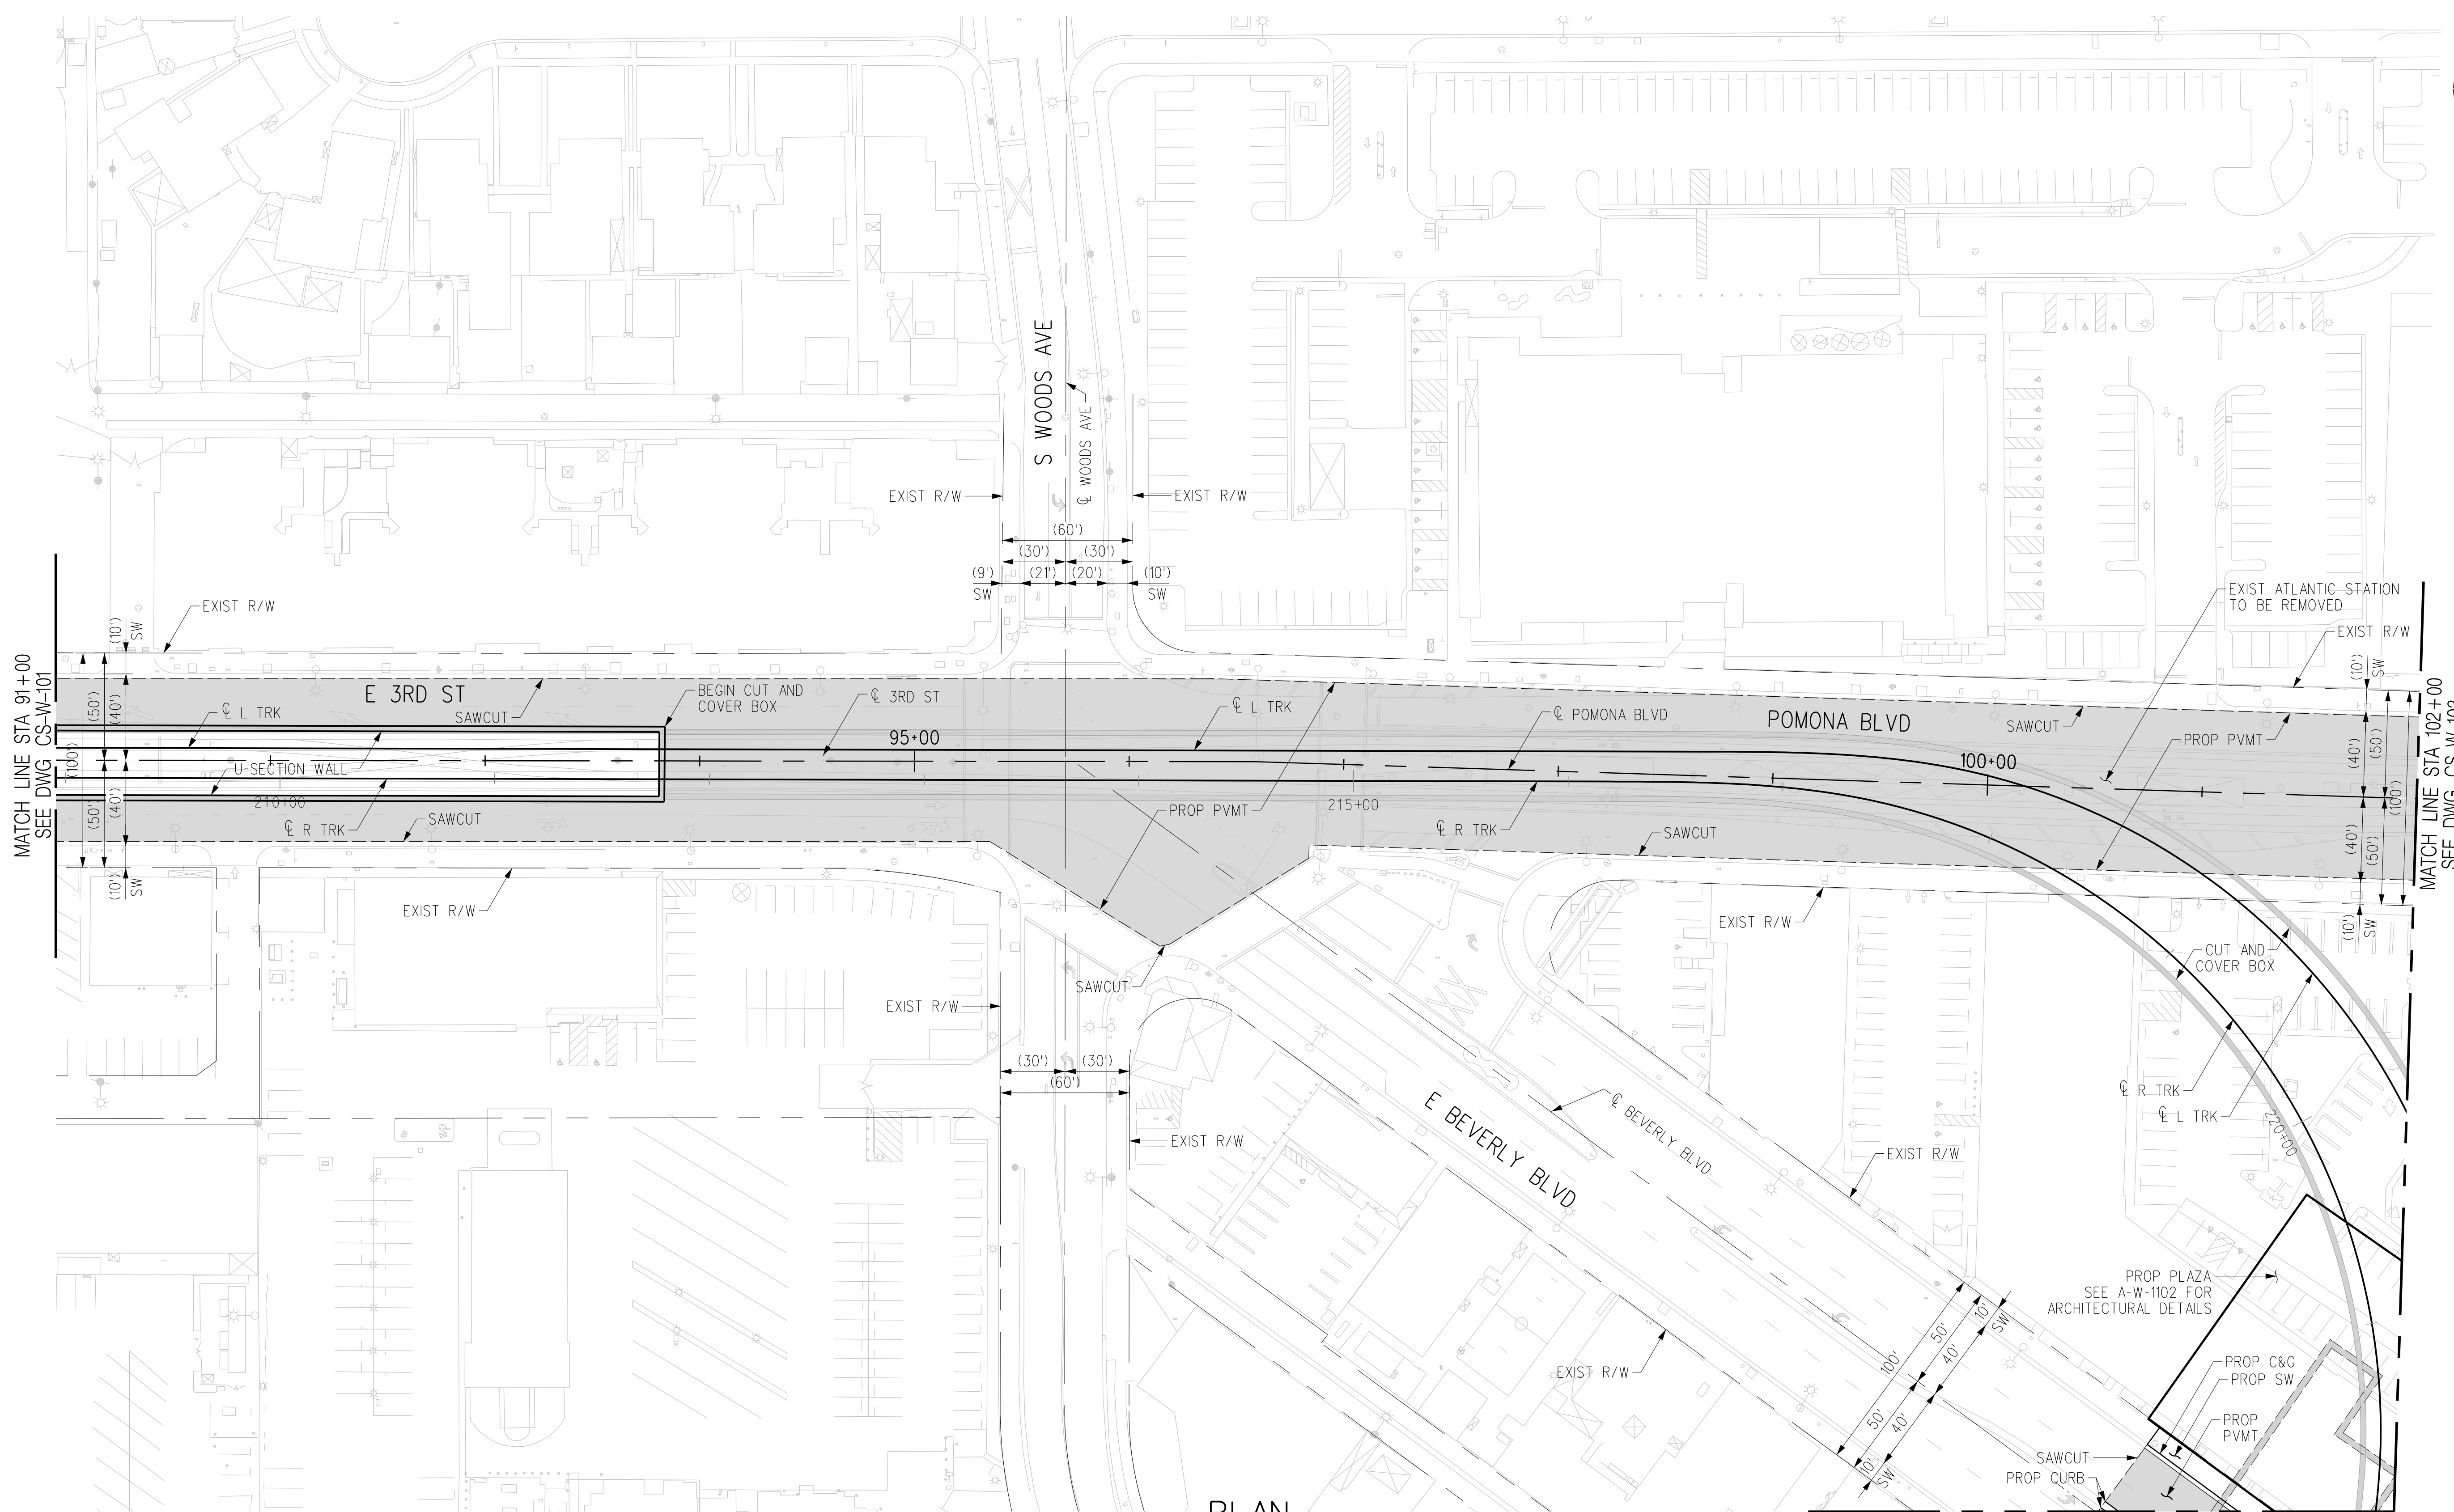 S WOODS AVE
℄ WOODS AVE
EXIST R/W
EXIST R/W
(60')
(30')
(30')
(9')
SW
(21')
(20')
(10')
SW
EXIST R/W
EXIST ATLANTIC STATION
TO BE REMOVED
EXIST R/W
MATCH LINE STA 91+00
SEE DWG CS-W-101
(10')
SW
(50')
(40')
(100')
(50')
(40')
(10')
SW
E 3RD ST
℄ L TRK
SAWCUT
BEGIN CUT AND
COVER BOX
℄ 3RD ST
95+00
℄ L TRK
℄ POMONA BLVD
POMONA BLVD
SAWCUT
PROP PVMT
100+00
(10')
SW
(40')
(50')
(100')
(40')
(50')
(10')
SW
MATCH LINE STA 102+00
U-SECTION WALL
210+00
℄ R TRK
SAWCUT
PROP PVMT
215+00
℄ R TRK
SAWCUT
EXIST R/W
EXIST R/W
CUT AND
COVER BOX
SAWCUT
EXIST R/W
(30')
(30')
(60')
EXIST R/W
E BEVERLY BLVD
℄ BEVERLY BLVD
EXIST R/W
℄ R TRK
℄ L TRK
220+00
PROP PLAZA
SEE A-W-1102 FOR
ARCHITECTURAL DETAILS
EXIST R/W
100'
50'
40'
10'
SW
50'
40'
10'
SW
PROP C&G
PROP SW
PROP
PVMT
SAWCUT
PROP CURB
PLAN